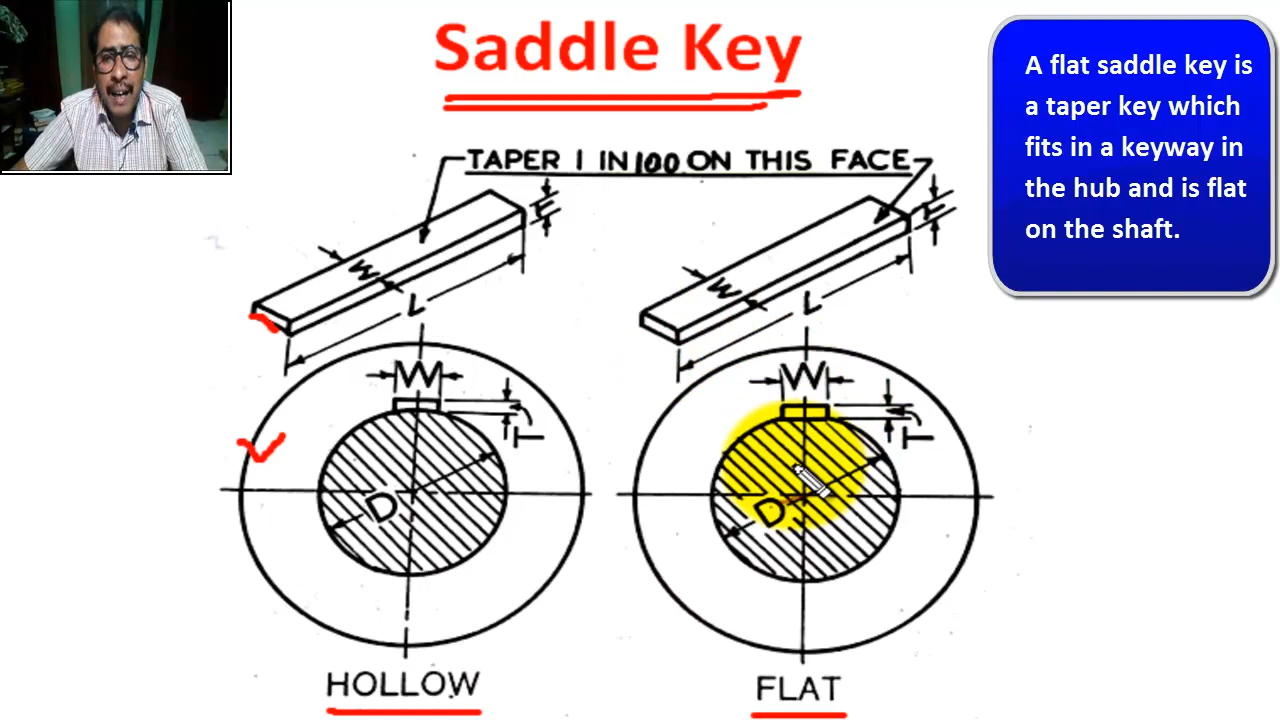 Saddle Key
A flat saddle key is
a taper key which
fits in a keyway in
the hub and is flat
on the shaft.
TAPER 1 IN 100 ON THIS FACE
T
T
W
W
L
L
W
W
T
T
D
D
HOLLOW
FLAT